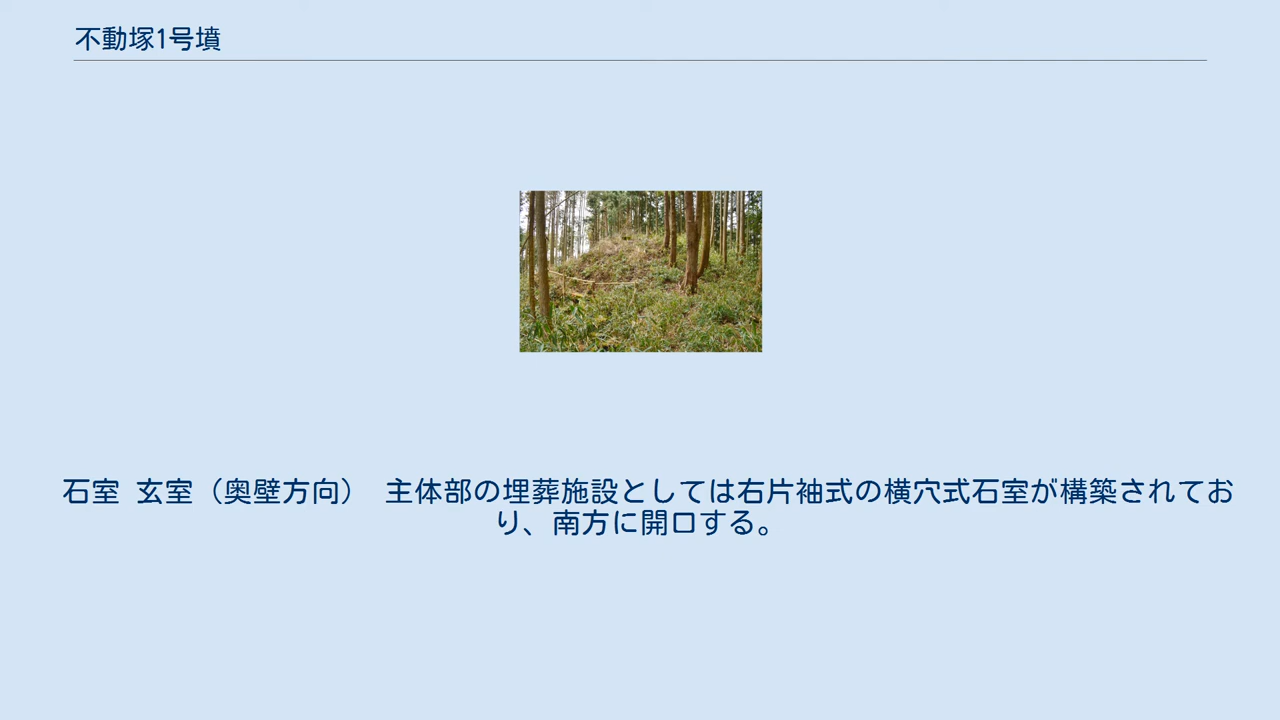 不動塚1号墳
石室 玄室（奥壁方向） 主体部の埋葬施設としては右片袖式の横穴式石室が構築されてお
り、南方に開口する。